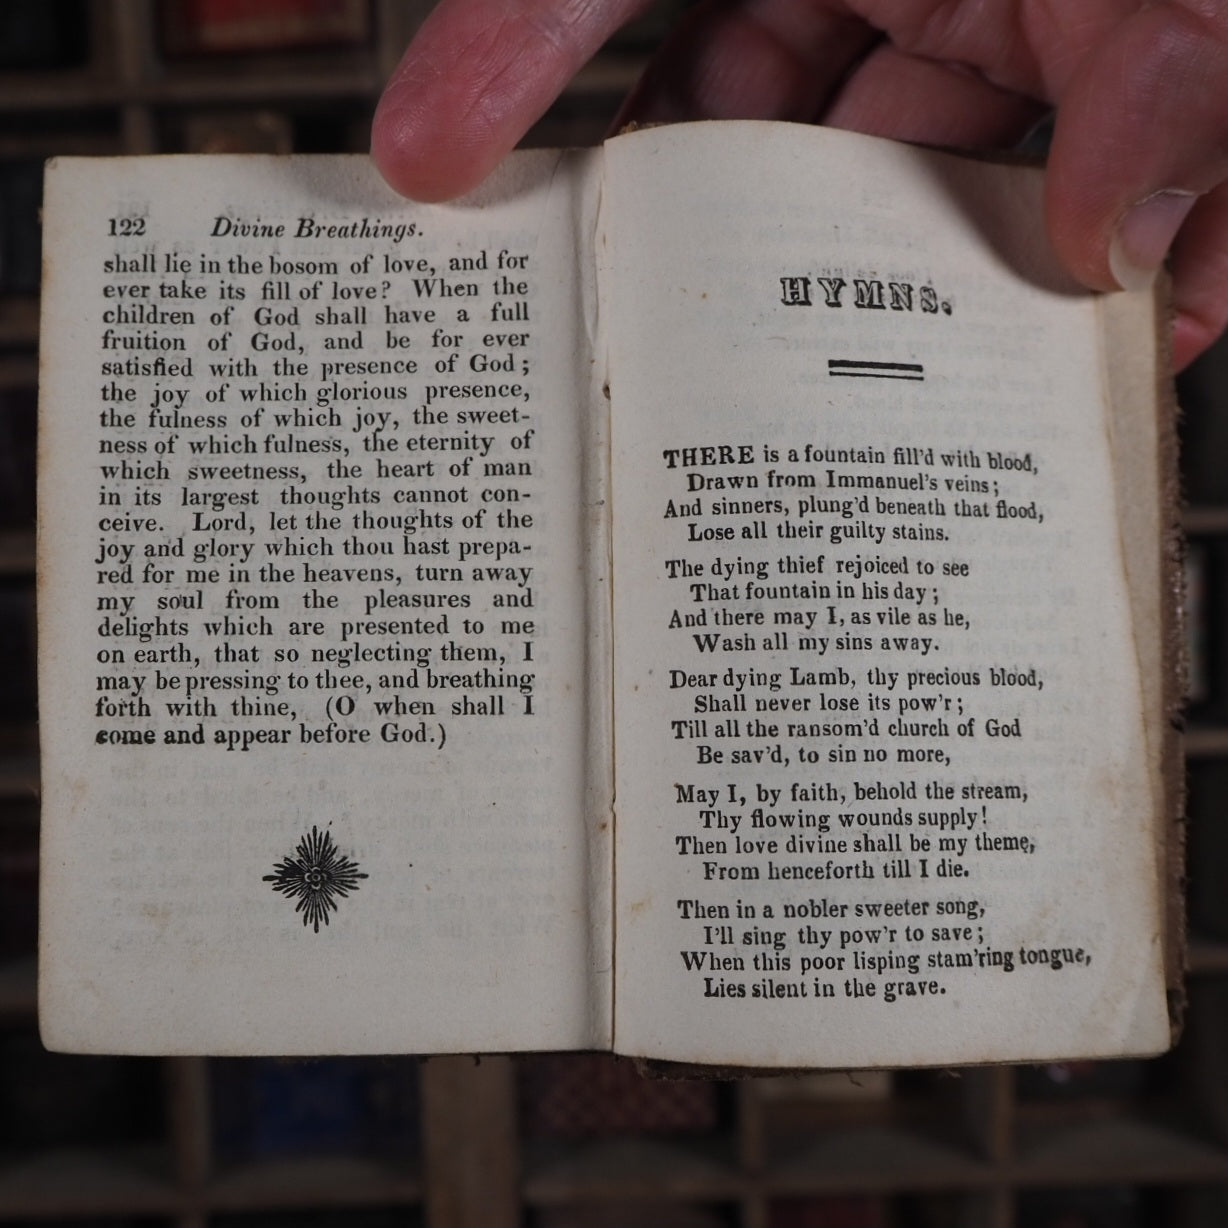 122 Divine Breathings.
shall lie in the bosom of love, and for
ever take its fill of love? When the
children of God shall have a full
fruition of God, and be for ever
satisfied with the presence of God;
the joy of which glorious presence,
the fulness of which joy, the sweet-
ness of which fulness, the eternity of
which sweetness, the heart of man
in its largest thoughts cannot con-
ceive. Lord, let the thoughts of the
joy and glory which thou hast prepa-
red for me in the heavens, turn away
my soul from the pleasures and
delights which are presented to me
on earth, that so neglecting them, I
may be pressing to thee, and breathing
forth with thine, (O when shall I
come and appear before God.)
HYMNS.
THERE is a fountain fill'd with blood,
Drawn from Immanuel's veins;
And sinners, plung'd beneath that flood,
Lose all their guilty stains.
The dying thief rejoiced to see
That fountain in his day;
And there may I, as vile as he,
Wash all my sins away.
Dear dying Lamb, thy precious blood,
Shall never lose its pow'r;
Till all the ransom'd church of God
Be sav'd, to sin no more,
May I, by faith, behold the stream,
Thy flowing wounds supply!
Then love divine shall be my theme,
From henceforth till I die.
Then in a nobler sweeter song,
I'll sing thy pow'r to save;
When this poor lisping stam'ring tongue,
Lies silent in the grave.